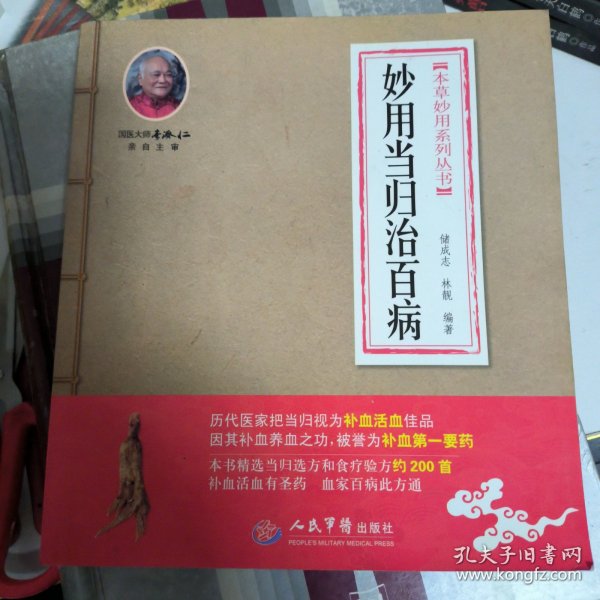 国医大师李济仁
亲自主审
【本草妙用系列丛书】
妙用当归治百病
储成志 林靓 编著
历代医家把当归视为补血活血佳品
因其补血养血之功，被誉为补血第一要药
本书精选当归选方和食疗验方约200首
补血活血有圣药 血家百病此方通
人民军医出版社
PEOPLE'S MILITARY MEDICAL PRESS
孔夫子旧书网
www.kongfz.com